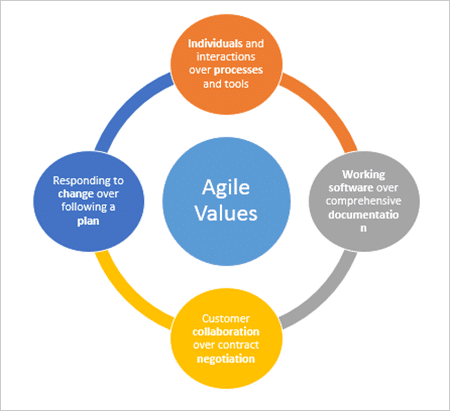 Individuals and
interactions
over processes
and tools
Responding to
change over
following a
plan
Agile
Values
Working
software over
comprehensive
documentatio
n
Customer
collaboration
over contract
negotiation